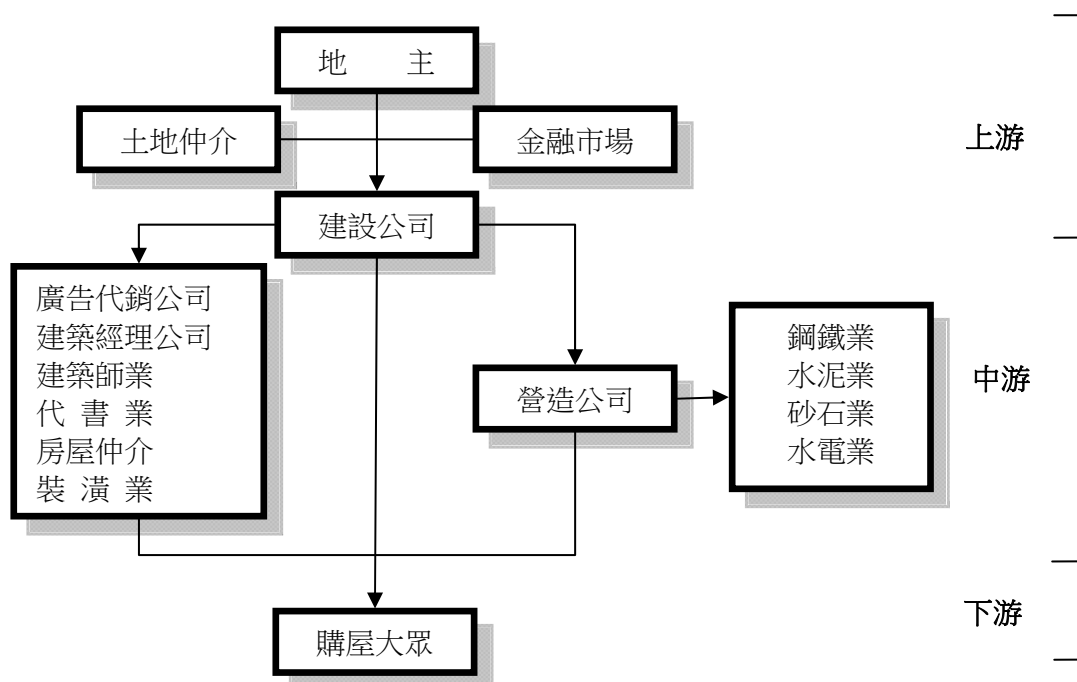 地 主
土地仲介
金融市場
上游
建設公司
廣告代銷公司
建築經理公司
建築師業
代 書 業
房屋仲介
裝 潢 業
營造公司
鋼鐵業
水泥業
砂石業
水電業
中游
購屋大眾
下游